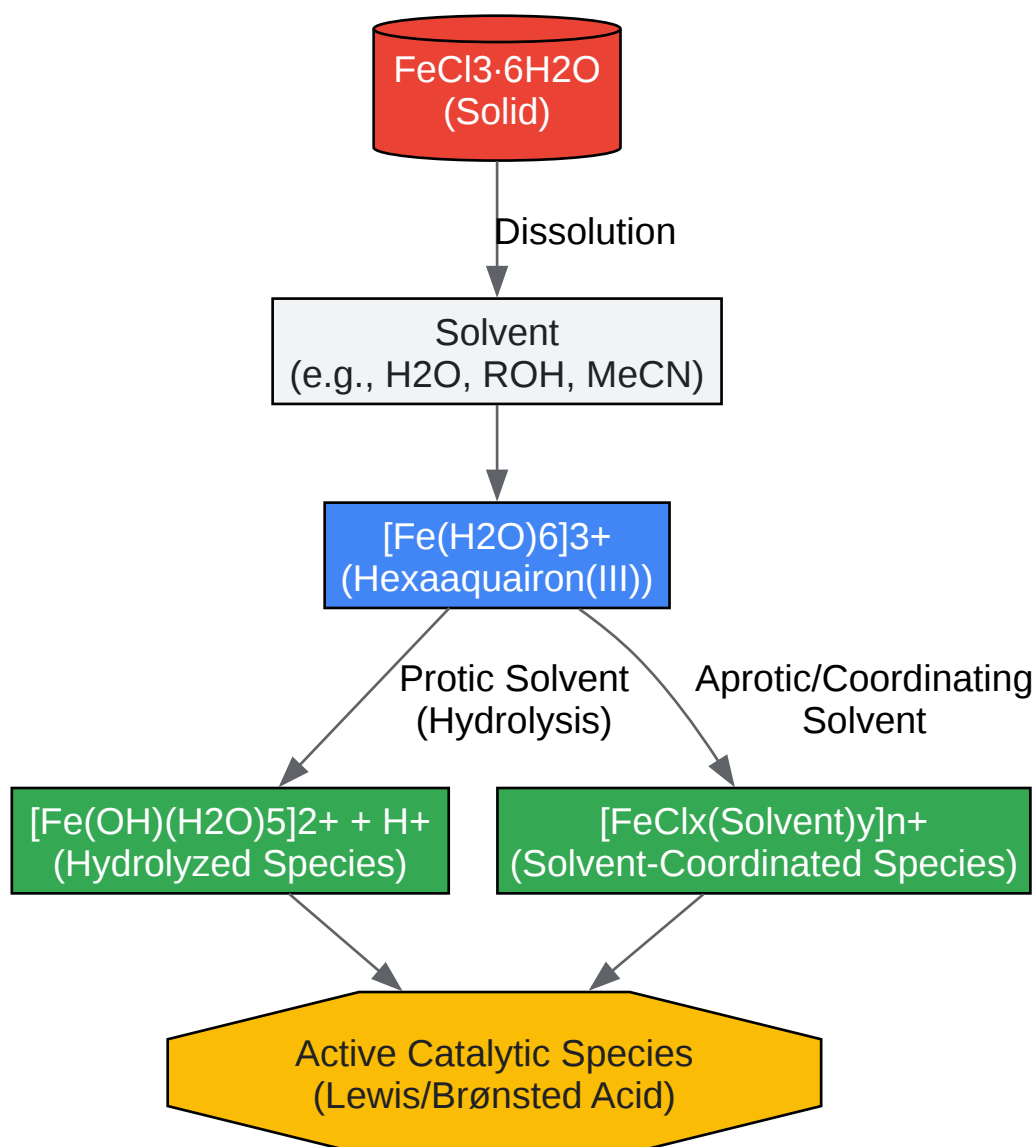 FeCl3·6H2O
(Solid)
Dissolution
Solvent
(e.g., H2O, ROH, MeCN)
[Fe(H2O)6]3+
(Hexaaquairon(III))
Protic Solvent
(Hydrolysis)
Aprotic/Coordinating
Solvent
[Fe(OH)(H2O)5]2+ + H+
(Hydrolyzed Species)
[FeClx(Solvent)y]n+
(Solvent-Coordinated Species)
Active Catalytic Species
(Lewis/Brønsted Acid)